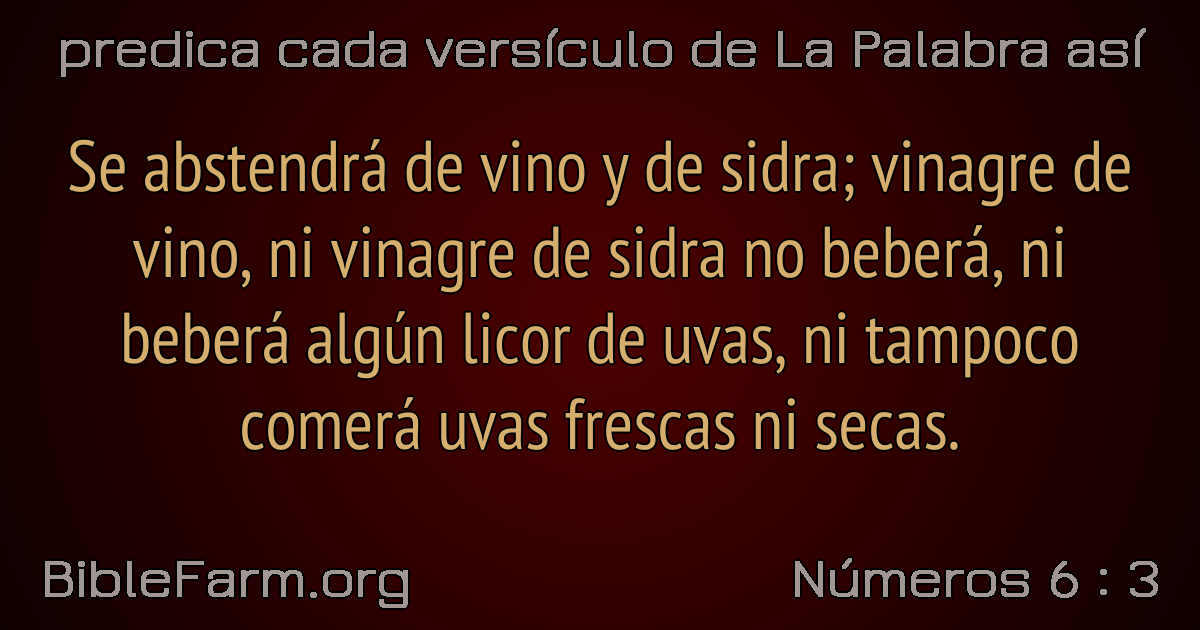 predica cada versículo de La Palabra así
Se abstendrá de vino y de sidra; vinagre de
vino, ni vinagre de sidra no beberá, ni
beberá algún licor de uvas, ni tampoco
comerá uvas frescas ni secas.
BibleFarm.org
Números 6 : 3